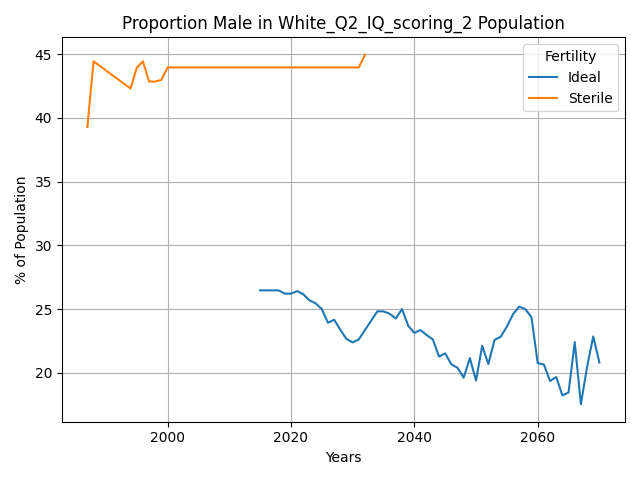 Proportion Male in White_Q2_IQ_scoring_2 Population
45
40
35
30
25
20
% of Population
Fertility
Ideal
Sterile
2000 2020 2040 2060
Years